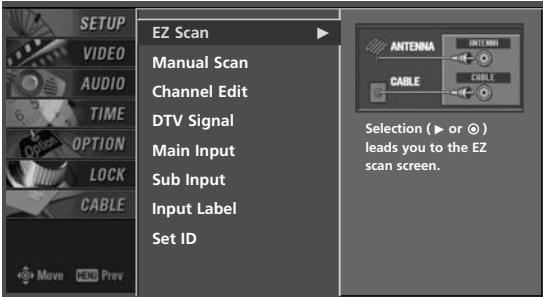 SETUP
VIDEO
AUDIO
TIME
OPTION
LOCK
CABLE
Move MENU Prev
EZ Scan ▶
Manual Scan
Channel Edit
DTV Signal
Main Input
Sub Input
Input Label
Set ID
ANTENNA
ANTENNA
CABLE
CABLE
Selection ( ▶ or ◉ )
leads you to the EZ
scan screen.